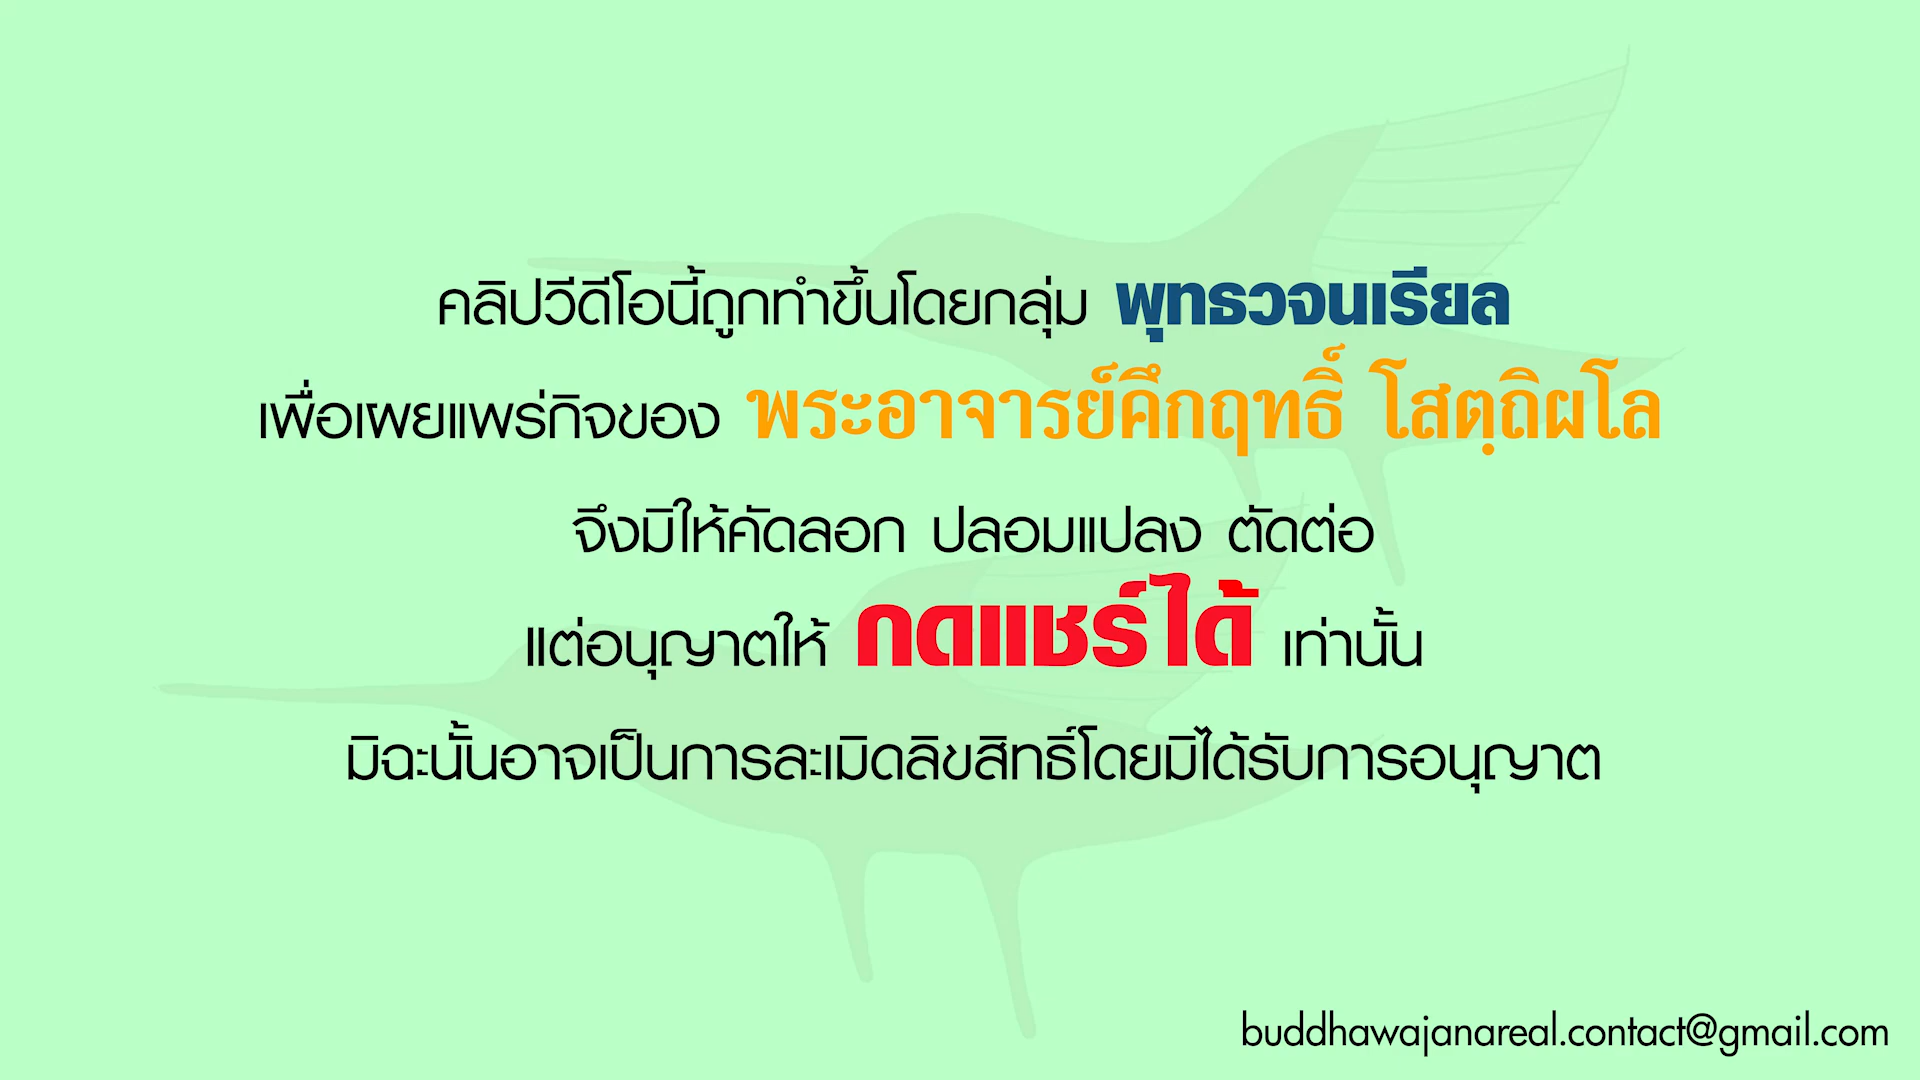 คลิปวีดีโอนี้ถูกทำขึ้นโดยกลุ่ม พุทธวจนเรียล
เพื่อเผยแพร่กิจของ พระอาจารย์คึกฤทธิ์ โสตฺถิผโล
จึงมิให้คัดลอก ปลอมแปลง ตัดต่อ
แต่อนุญาตให้ กดแชร์ได้ เท่านั้น
มิฉะนั้นอาจเป็นการละเมิดลิขสิทธิ์โดยมิได้รับการอนุญาต
buddhawajanareal.contact@gmail.com